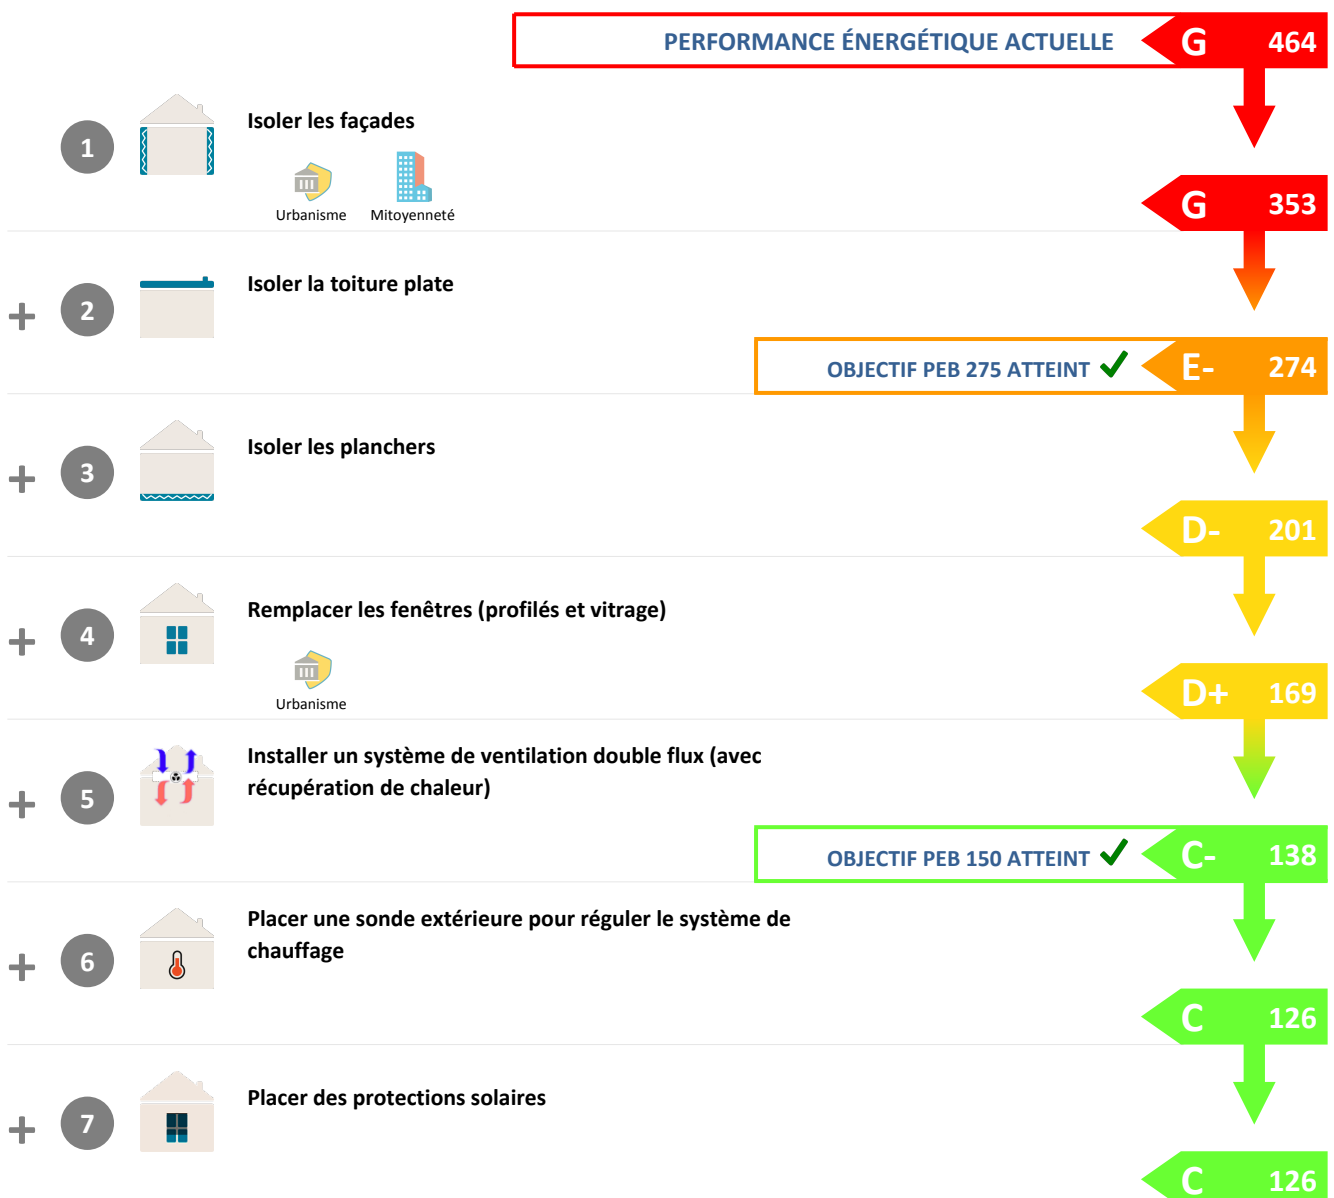 PERFORMANCE ÉNERGÉTIQUE ACTUELLE G 464
1 Isoler les façades
Urbanisme Mitoyenneté
G 353
+ 2 Isoler la toiture plate
OBJECTIF PEB 275 ATTEINT E- 274
+ 3 Isoler les planchers
D- 201
+ 4 Remplacer les fenêtres (profilés et vitrage)
Urbanisme
D+ 169
+ 5 Installer un système de ventilation double flux (avec
récupération de chaleur)
OBJECTIF PEB 150 ATTEINT C- 138
+ 6 Placer une sonde extérieure pour réguler le système de
chauffage
C 126
+ 7 Placer des protections solaires
C 126